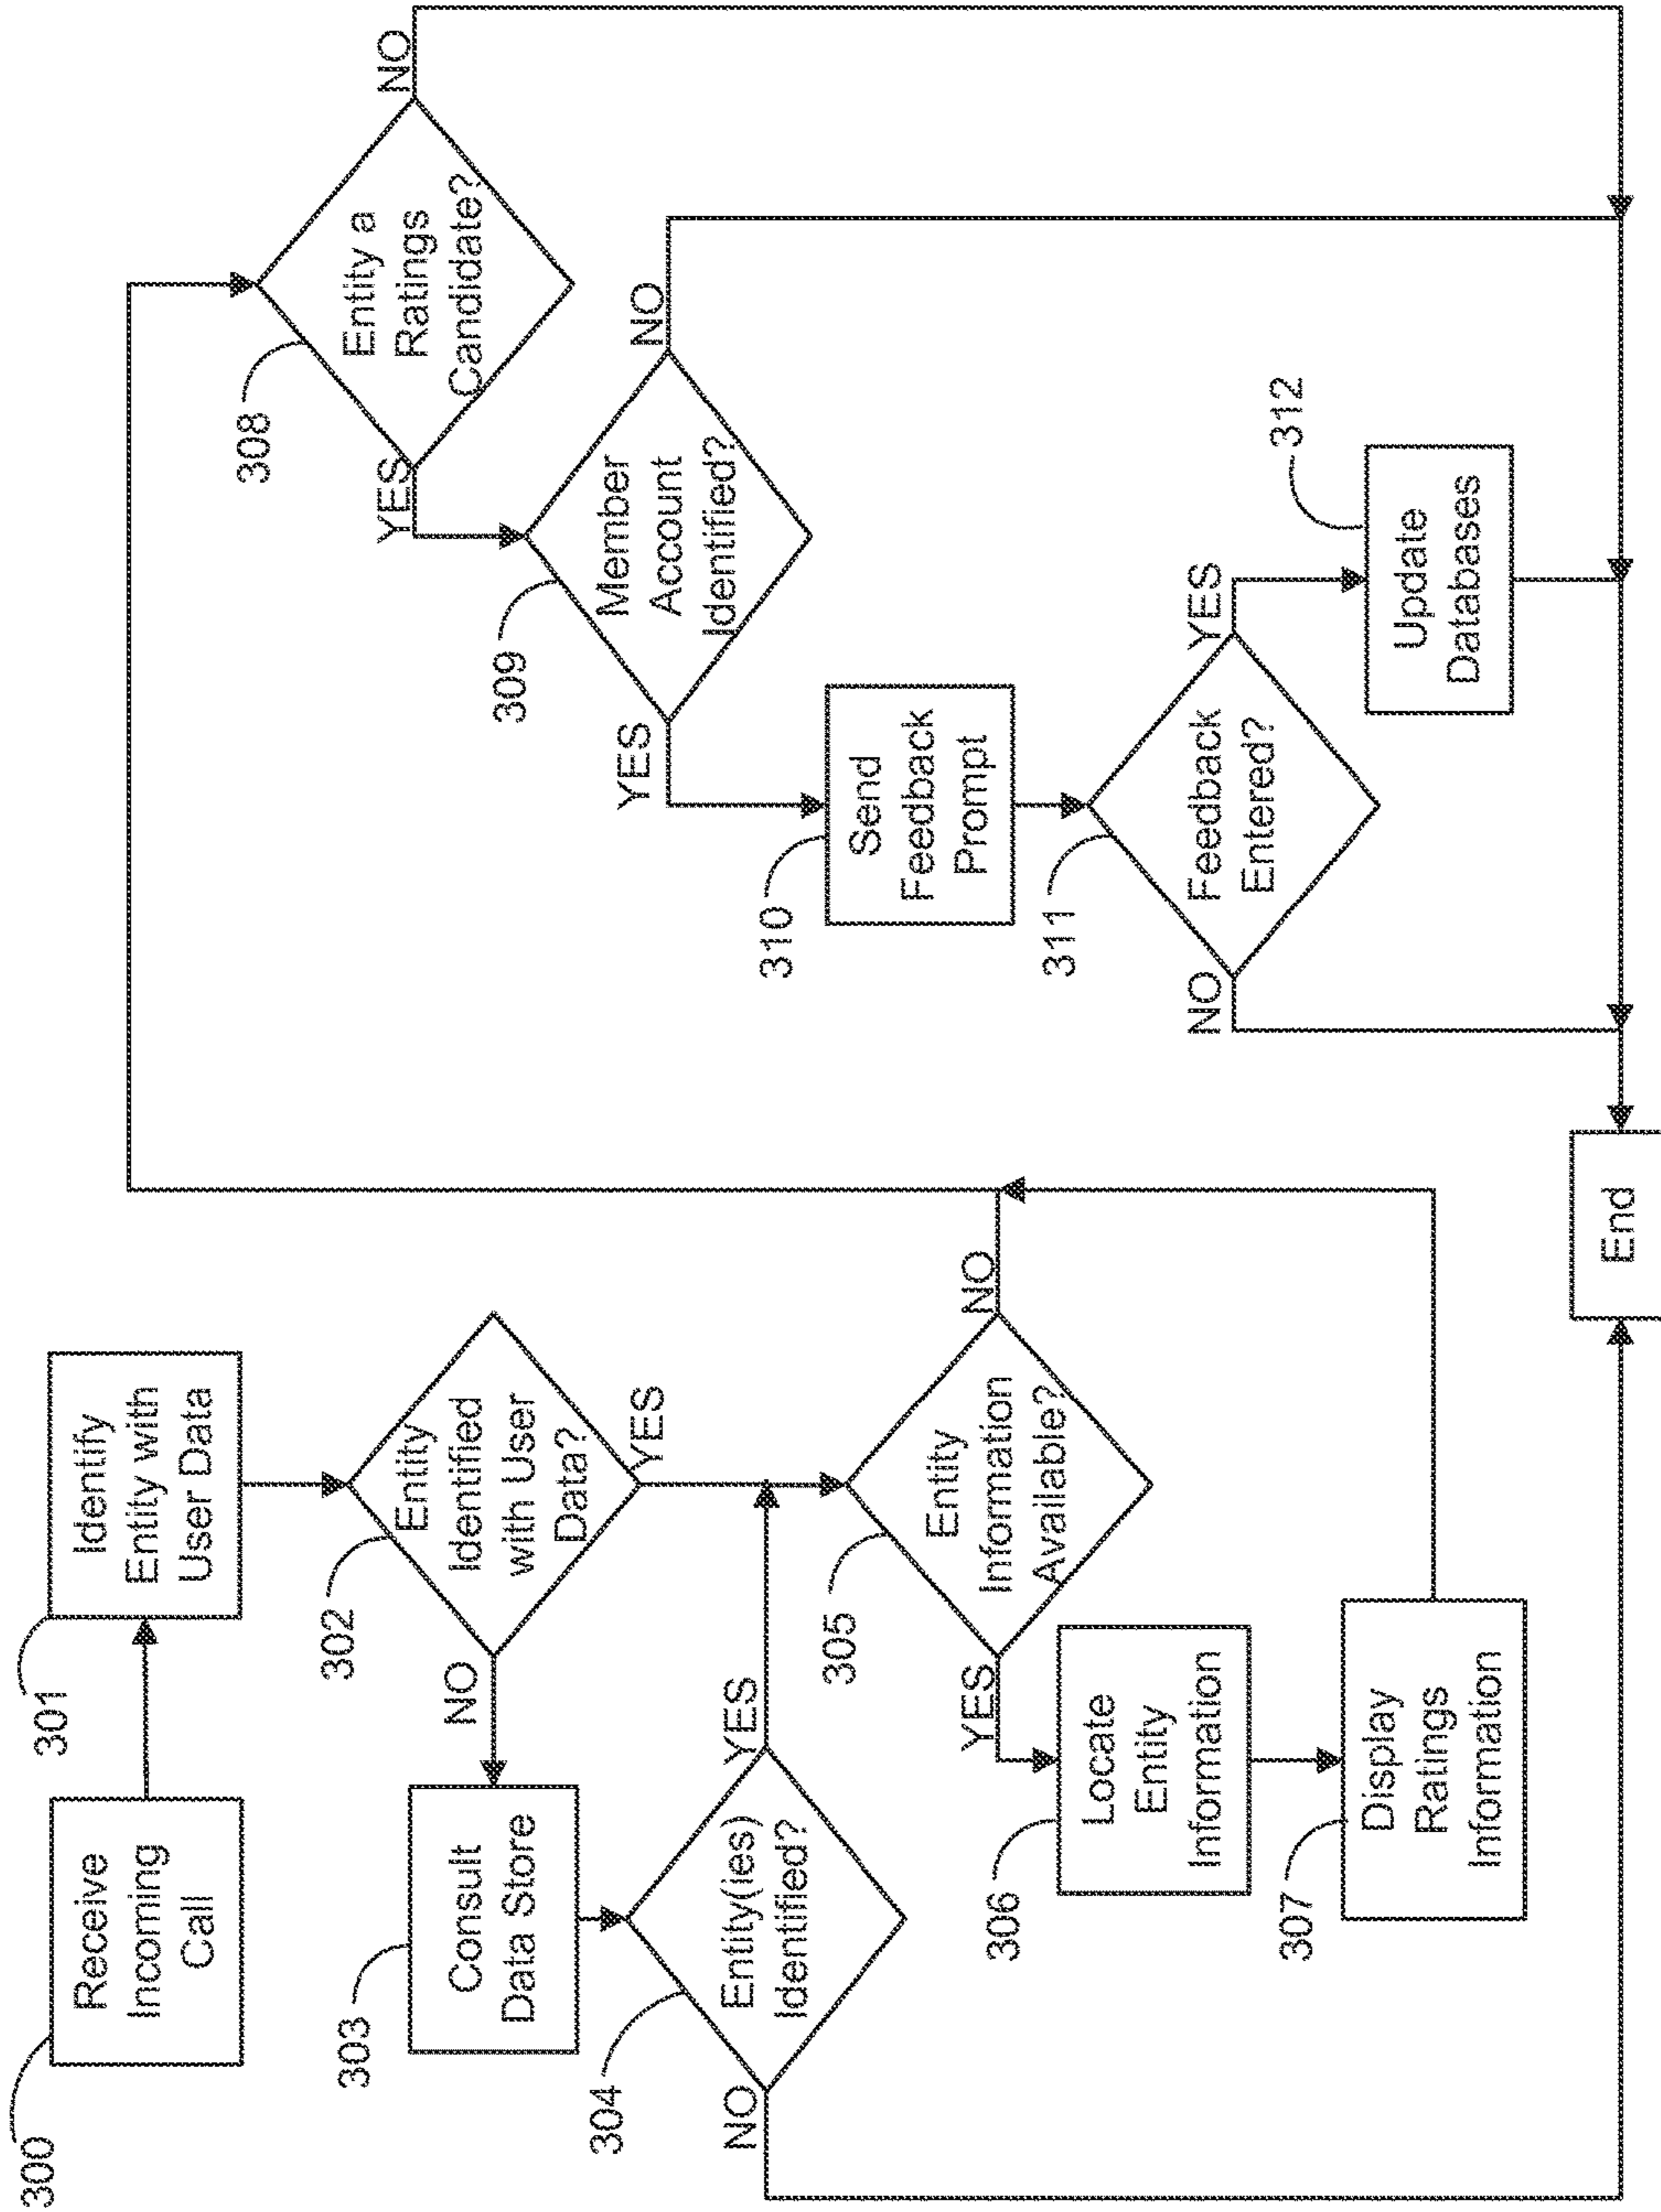 300
Receive
Incoming
Call
301
Identify
Entity with
User Data
302
Entity
Identified
with User
Data?
NO
YES
303
Consult
Data Store
304
Entity(ies)
Identified?
NO
YES
305
Entity
Information
Available?
YES
NO
306
Locate
Entity
Information
307
Display
Ratings
Information
308
Entity a
Ratings
Candidate?
YES
NO
309
Member
Account
Identified?
YES
NO
310
Send
Feedback
Prompt
311
Feedback
Entered?
NO
YES
312
Update
Databases
End